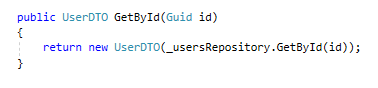 public UserDTO GetById(Guid id)
{
    return new UserDTO(_usersRepository.GetById(id));
}